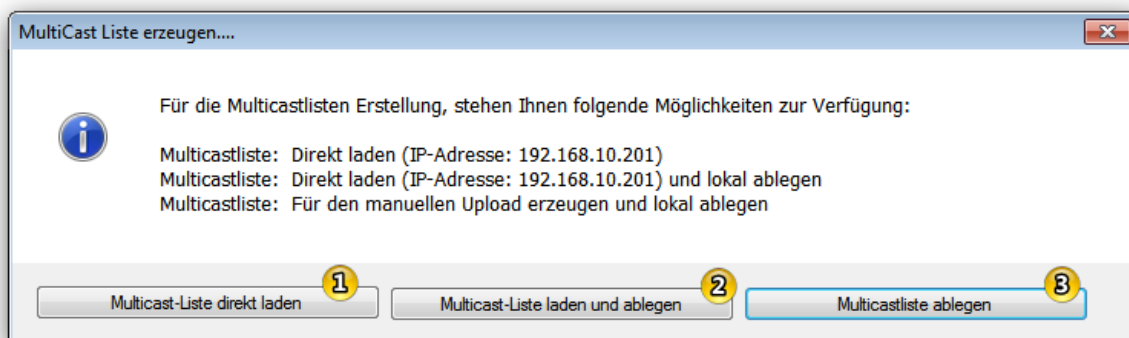 MultiCast Liste erzeugen....
Für die Multicastlisten Erstellung, stehen Ihnen folgende Möglichkeiten zur Verfügung:
Multicastliste: Direkt laden (IP-Adresse: 192.168.10.201)
Multicastliste: Direkt laden (IP-Adresse: 192.168.10.201) und lokal ablegen
Multicastliste: Für den manuellen Upload erzeugen und lokal ablegen
1 2 3
Multicast-Liste direkt laden Multicast-Liste laden und ablegen Multicastliste ablegen